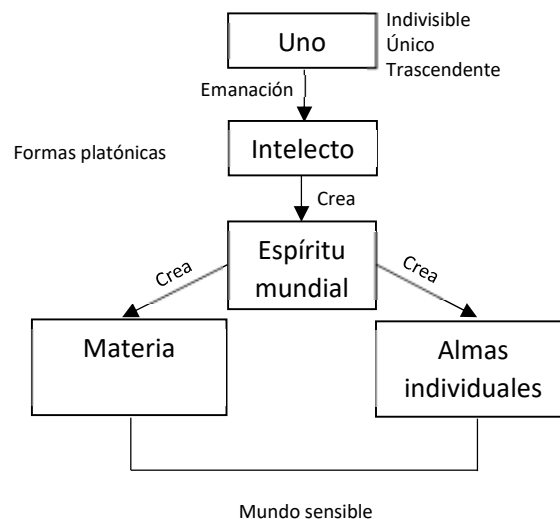 Uno
Indivisible
Único
Trascendente
Emanación
Formas platónicas
Intelecto
Crea
Espíritu
mundial
Crea
Crea
Materia
Almas
individuales
Mundo sensible